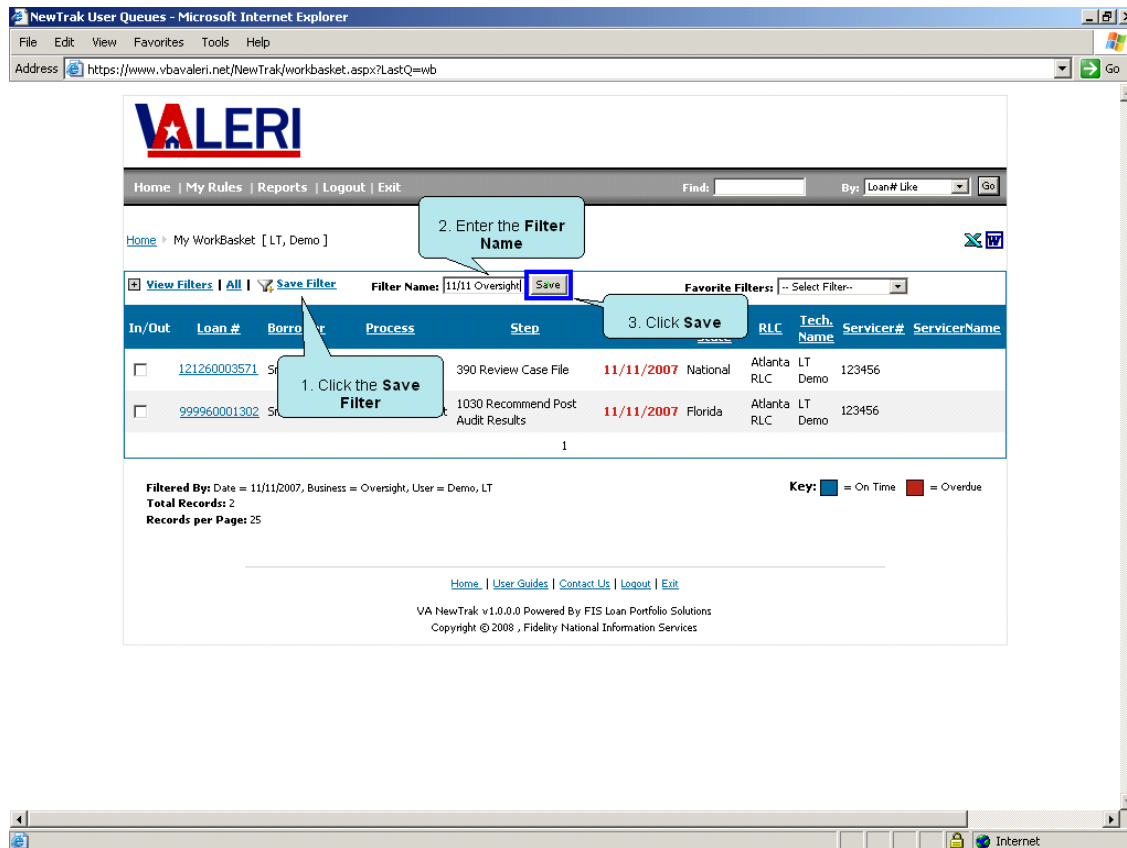 NewTrak User Queues - Microsoft Internet Explorer
File Edit View Favorites Tools Help
Address https://www.vbavaleri.net/NewTrak/workbasket.aspx?LastQ=wb Go
VALERI
Home | My Rules | Reports | Logout | Exit Find: By: Loan# Like Go
2. Enter the Filter
Name
Home My WorkBasket [ LT, Demo ]
View Filters | All | Save Filter Filter Name: 11/11 Oversight Save Favorite Filters: -- Select Filter--
3. Click Save
In/Out Loan # Process Step RLC Tech. Name Servicer# ServicerName
121260003571 390 Review Case File 11/11/2007 National Atlanta RLC LT Demo 123456
1. Click the Save
Filter
999960001302 1030 Recommend Post Audit Results 11/11/2007 Florida Atlanta RLC LT Demo 123456
1
Filtered By: Date = 11/11/2007, Business = Oversight, User = Demo, LT Key: = On Time = Overdue
Total Records: 2
Records per Page: 25
Home | User Guides | Contact Us | Logout | Exit
VA NewTrak v1.0.0.0 Powered By FIS Loan Portfolio Solutions
Copyright © 2008 , Fidelity National Information Services
Internet